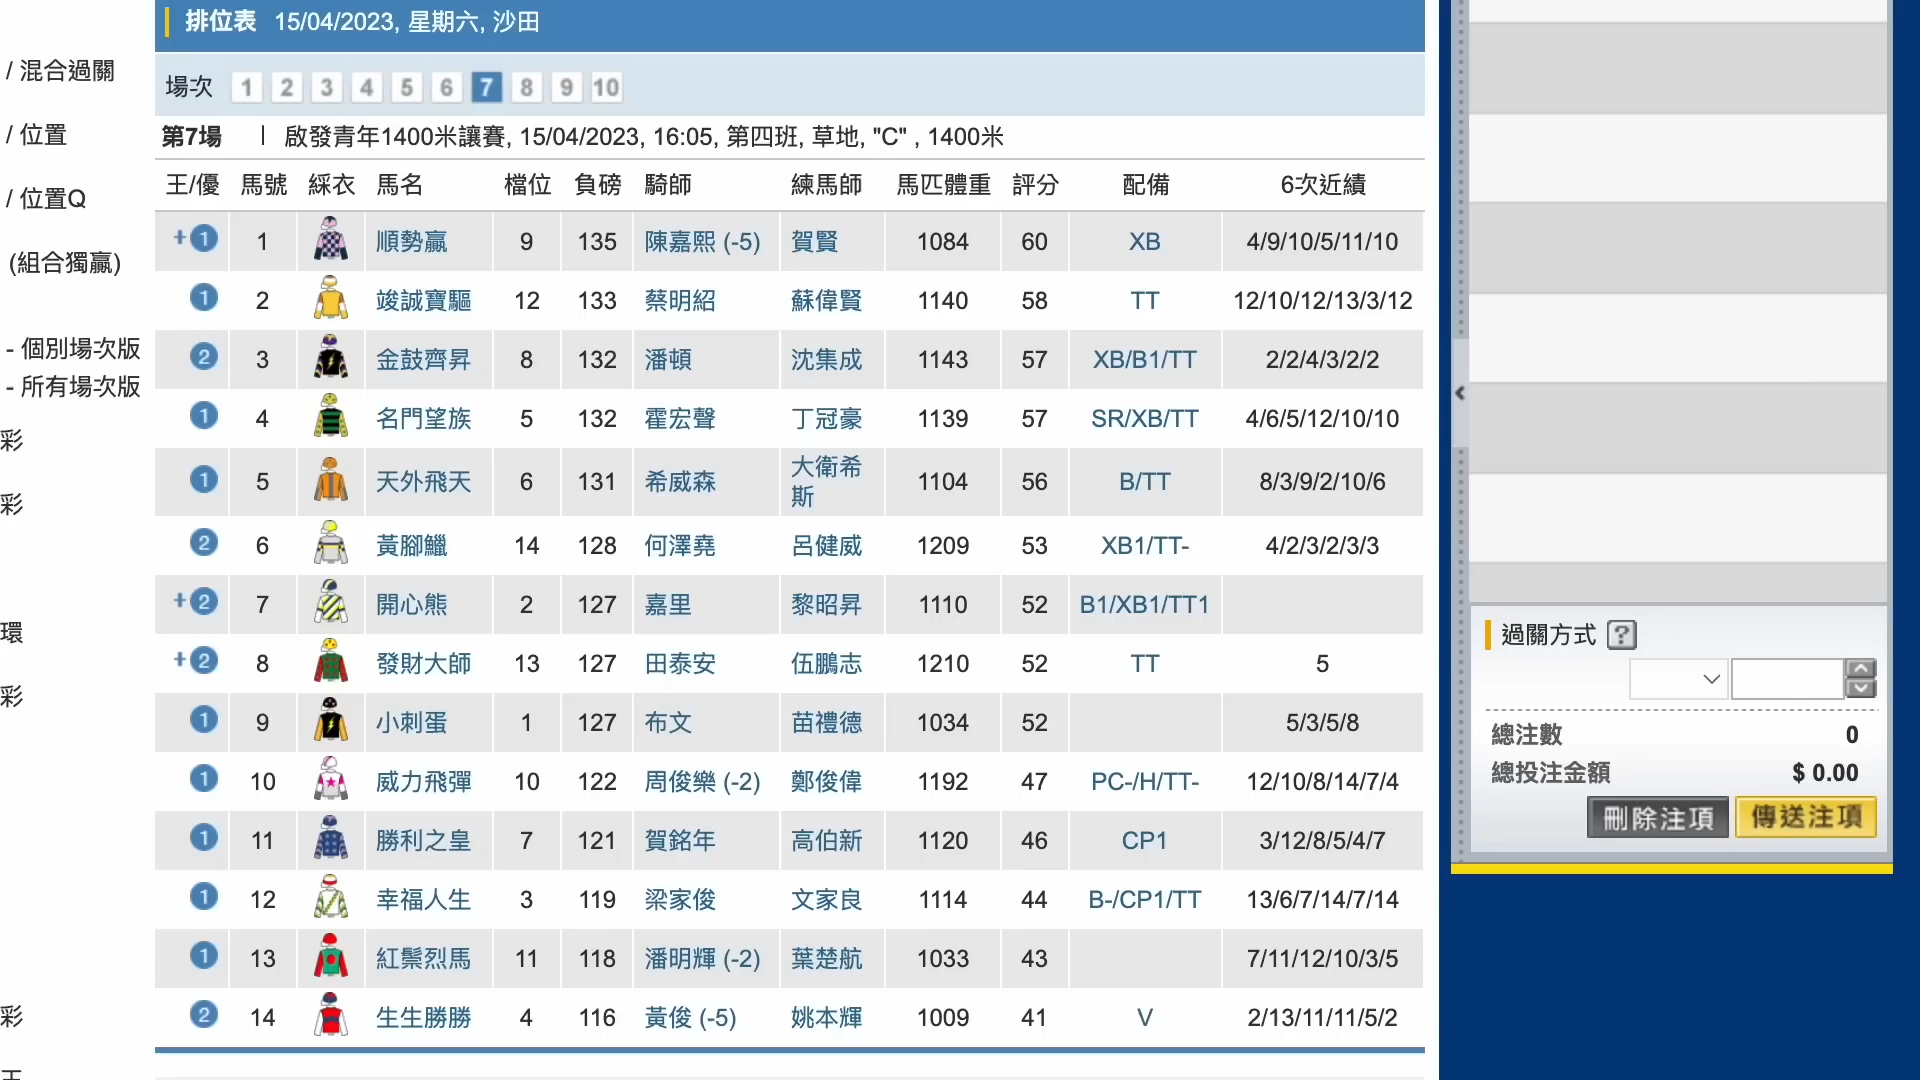 排位表 15/04/2023, 星期六, 沙田
/ 混合過關
/ 位置
/ 位置Q
(組合獨贏)
- 個別場次版
- 所有場次版
彩
彩
環
彩
彩
王
場次 1 2 3 4 5 6 7 8 9 10
第7場 | 啟發青年1400米讓賽, 15/04/2023, 16:05, 第四班, 草地, "C" , 1400米
王/優 馬號 綵衣 馬名 檔位 負磅 騎師 練馬師 馬匹體重 評分 配備 6次近績
+ 1 1 順勢贏 9 135 陳嘉熙 (-5) 賀賢 1084 60 XB 4/9/10/5/11/10
1 2 竣誠寶驅 12 133 蔡明紹 蘇偉賢 1140 58 TT 12/10/12/13/3/12
2 3 金鼓齊昇 8 132 潘頓 沈集成 1143 57 XB/B1/TT 2/2/4/3/2/2
1 4 名門望族 5 132 霍宏聲 丁冠豪 1139 57 SR/XB/TT 4/6/5/12/10/10
1 5 天外飛天 6 131 希威森 大衛希斯 1104 56 B/TT 8/3/9/2/10/6
2 6 黃腳鱲 14 128 何澤堯 呂健威 1209 53 XB1/TT- 4/2/3/2/3/3
+ 2 7 開心熊 2 127 嘉里 黎昭昇 1110 52 B1/XB1/TT1
+ 2 8 發財大師 13 127 田泰安 伍鵬志 1210 52 TT 5
1 9 小刺蛋 1 127 布文 苗禮德 1034 52 5/3/5/8
1 10 威力飛彈 10 122 周俊樂 (-2) 鄭俊偉 1192 47 PC-/H/TT- 12/10/8/14/7/4
1 11 勝利之皇 7 121 賀銘年 高伯新 1120 46 CP1 3/12/8/5/4/7
1 12 幸福人生 3 119 梁家俊 文家良 1114 44 B-/CP1/TT 13/6/7/14/7/14
1 13 紅鬃烈馬 11 118 潘明輝 (-2) 葉楚航 1033 43 7/11/12/10/3/5
2 14 生生勝勝 4 116 黃俊 (-5) 姚本輝 1009 41 V 2/13/11/11/5/2
過關方式 ?
總注數 0
總投注金額 $ 0.00
刪除注項 傳送注項